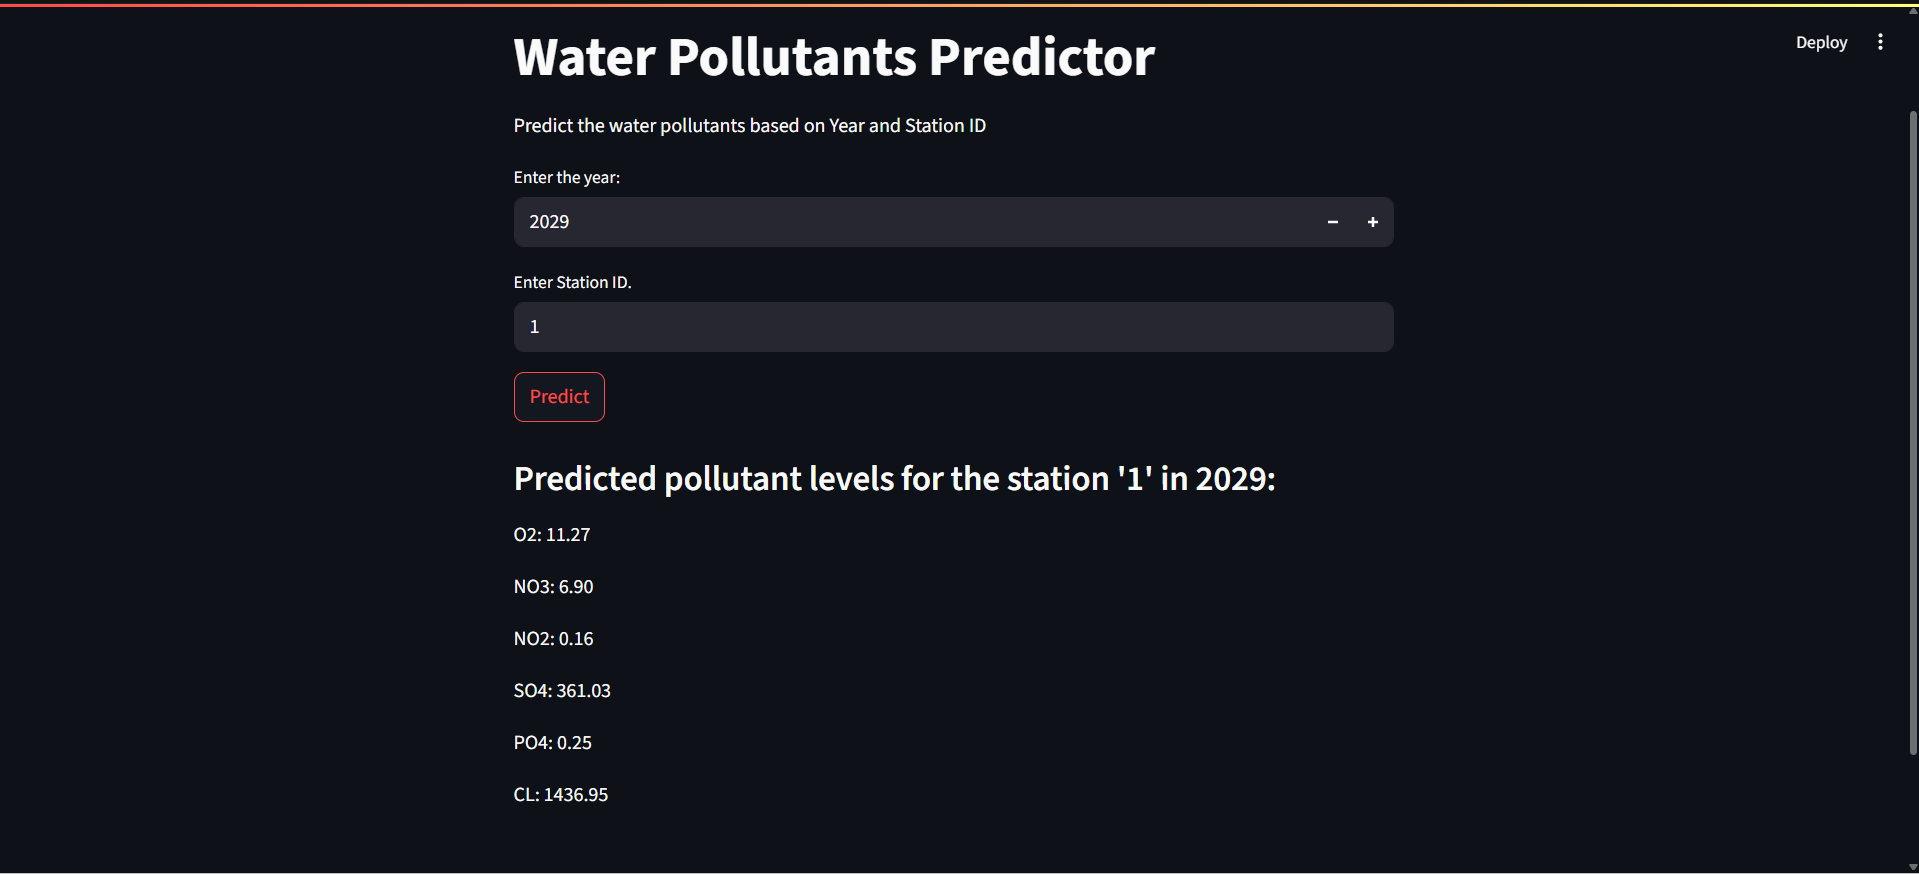 Deploy
Water Pollutants Predictor
Predict the water pollutants based on Year and Station ID
Enter the year:
2029
Enter Station ID.
1
Predict
Predicted pollutant levels for the station '1' in 2029:
O2: 11.27
NO3: 6.90
NO2: 0.16
SO4: 361.03
PO4: 0.25
CL: 1436.95